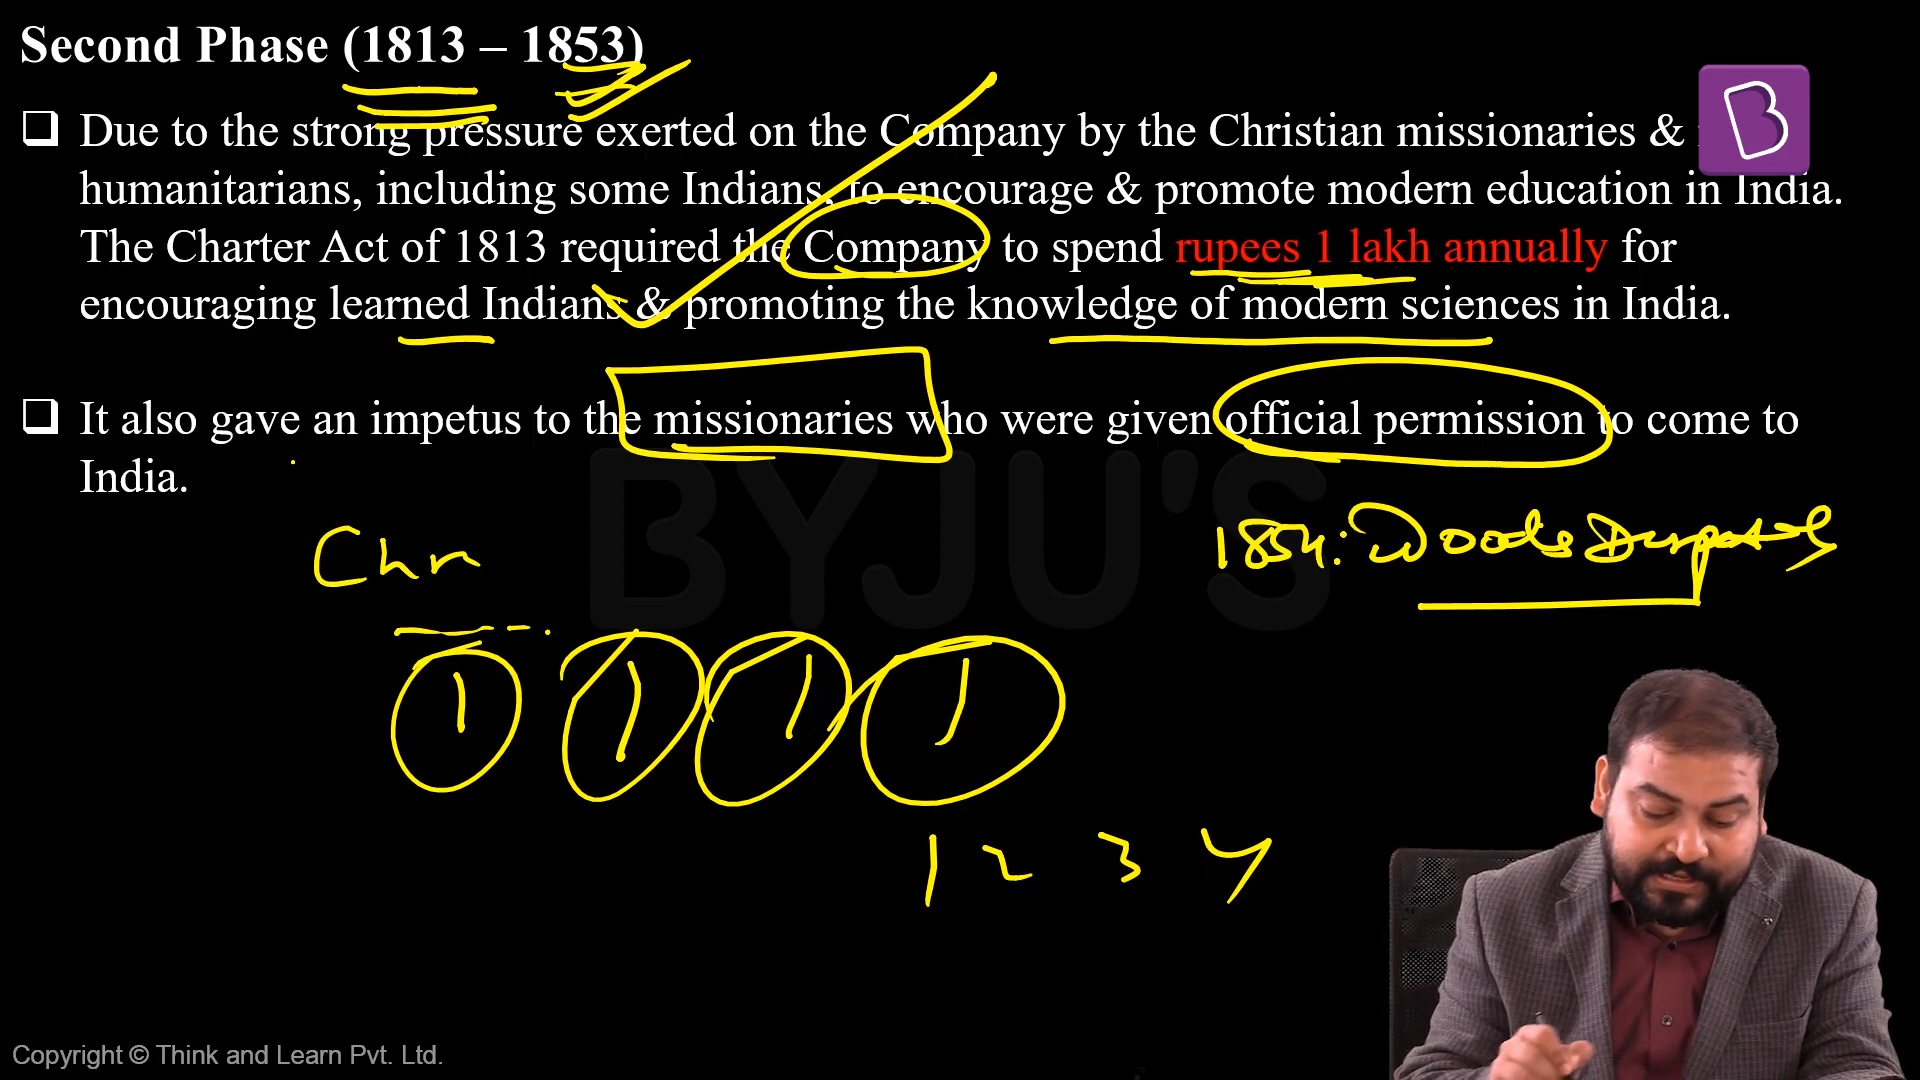 Second Phase (1813 – 1853)
❑ Due to the strong pressure exerted on the Company by the Christian missionaries &
humanitarians, including some Indians, to encourage & promote modern education in India.
The Charter Act of 1813 required the Company to spend rupees 1 lakh annually for
encouraging learned Indians & promoting the knowledge of modern sciences in India.
❑ It also gave an impetus to the missionaries who were given official permission to come to
India.
BYJU'S
Chr
1854: Woods Despatch
1 1 1 1
1 2 3 4
B
Copyright © Think and Learn Pvt. Ltd.